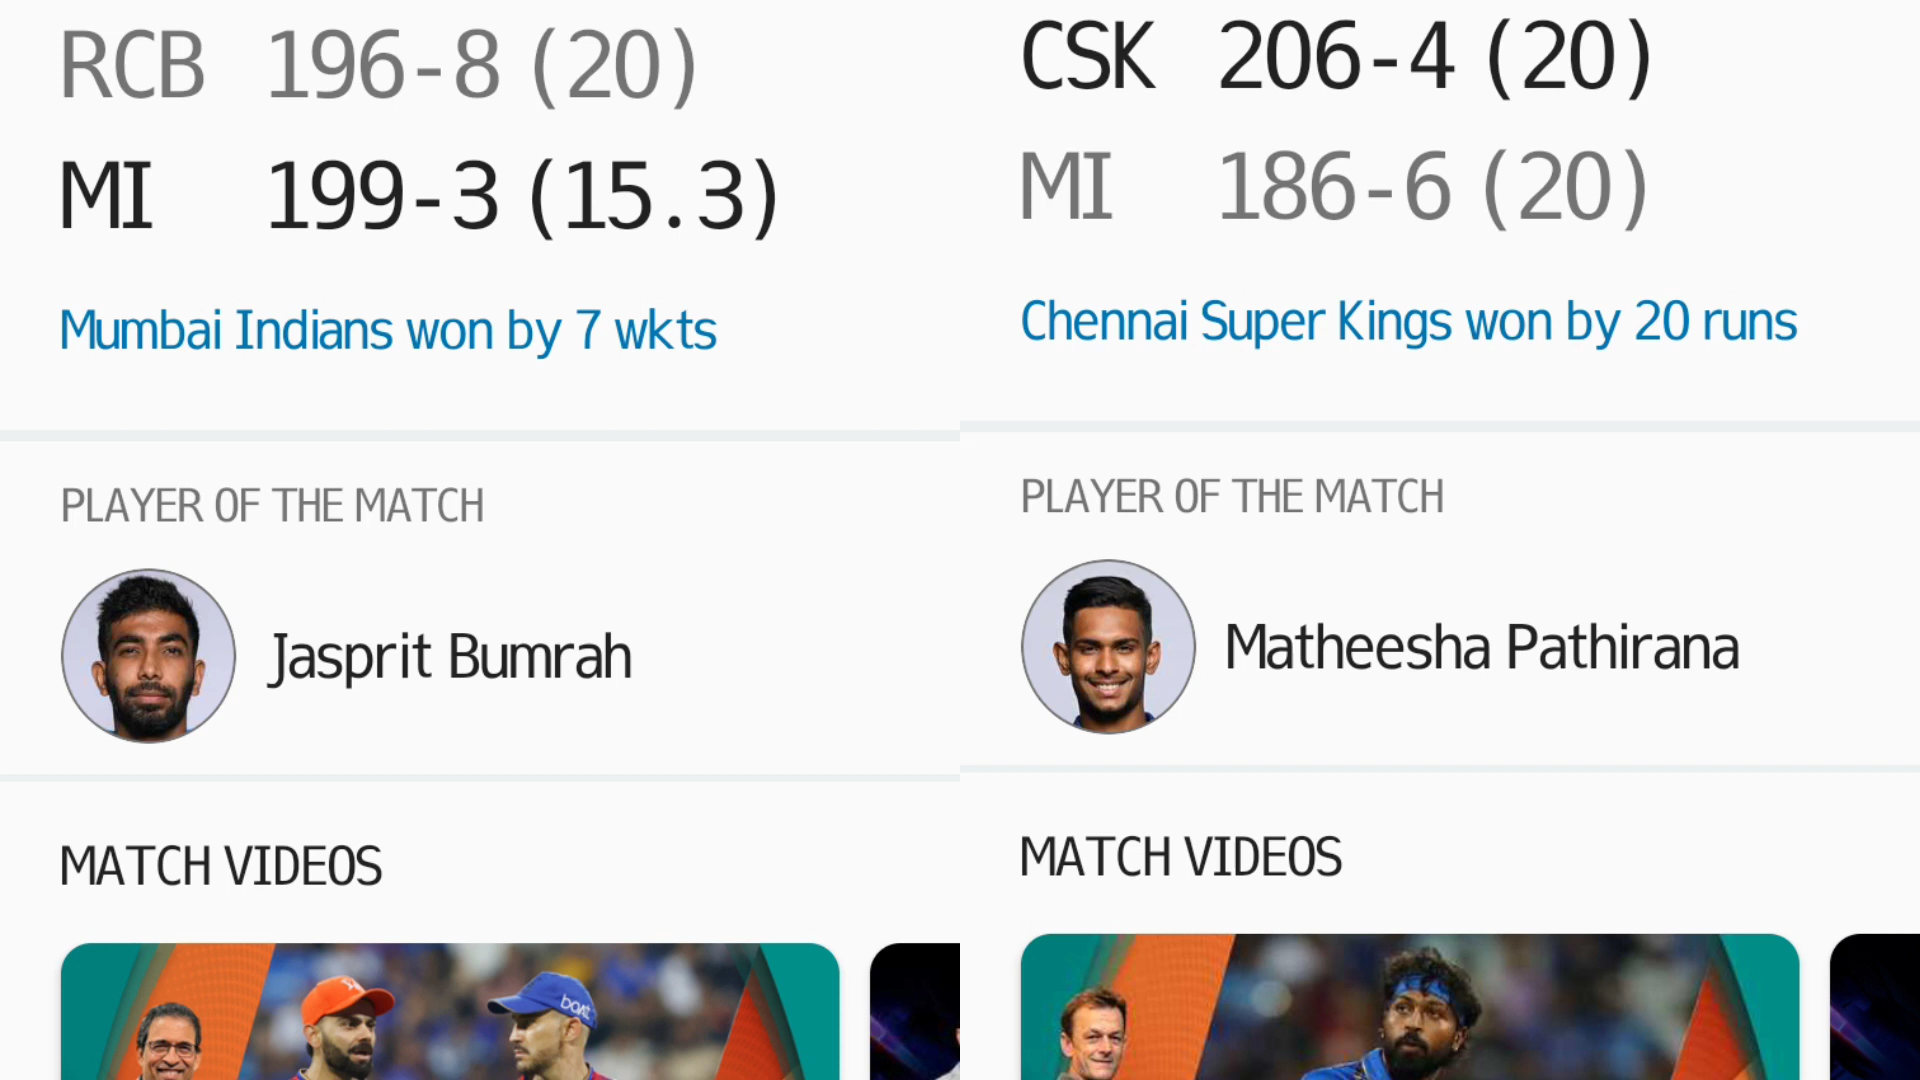 RCB 196-8 (20)
MI 199-3 (15.3)
Mumbai Indians won by 7 wkts
PLAYER OF THE MATCH
Jasprit Bumrah
MATCH VIDEOS
boAt
CSK 206-4 (20)
MI 186-6 (20)
Chennai Super Kings won by 20 runs
PLAYER OF THE MATCH
Matheesha Pathirana
MATCH VIDEOS